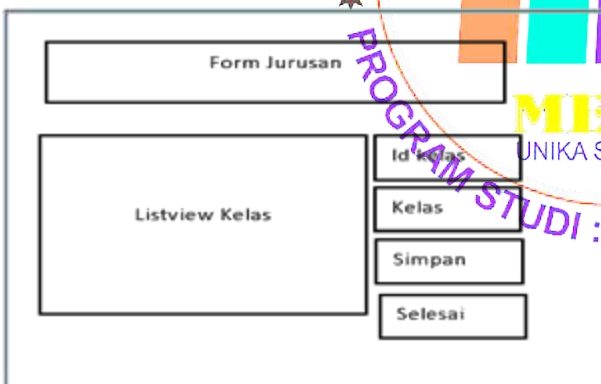 Form Jurusan
Listview Kelas
Id kelas
Kelas
Simpan
Selesai
PROGRAM STUDI :
UNIKA